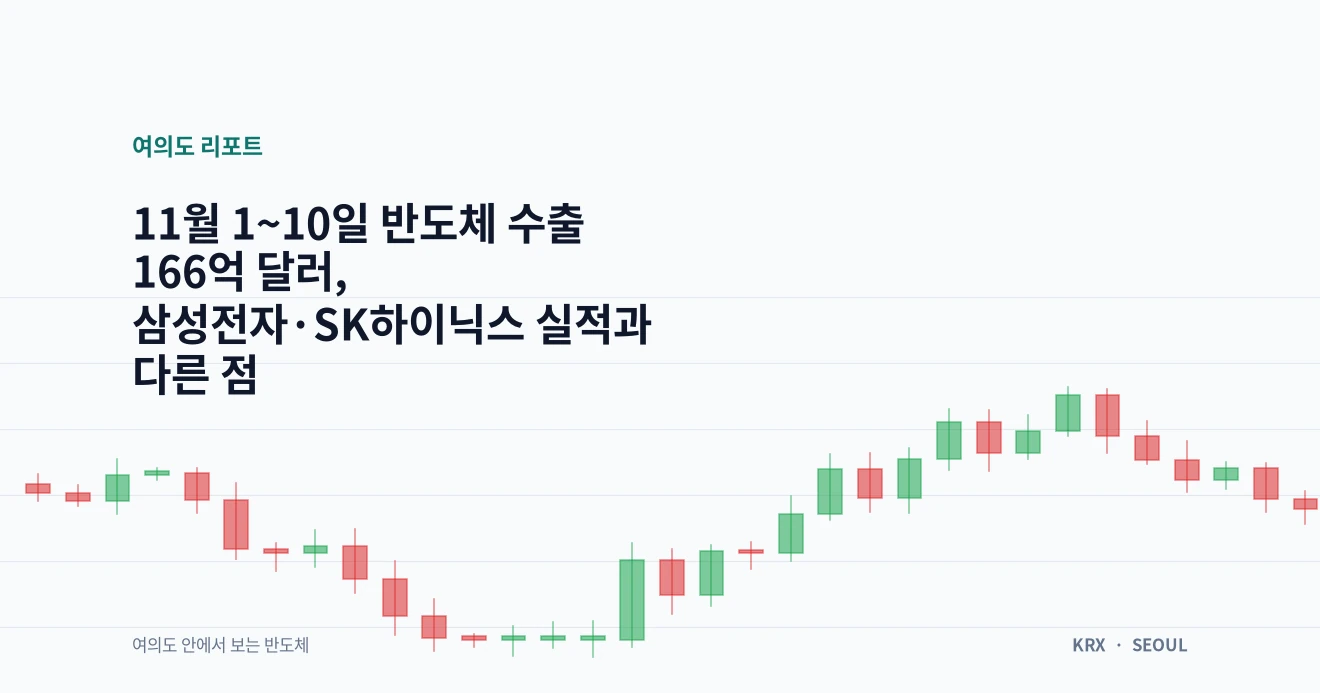 여의도 리포트
11월 1~10일 반도체 수출
166억 달러,
삼성전자·SK하이닉스 실적과
다른 점
여의도 안에서 보는 반도체
KRX · SEOUL